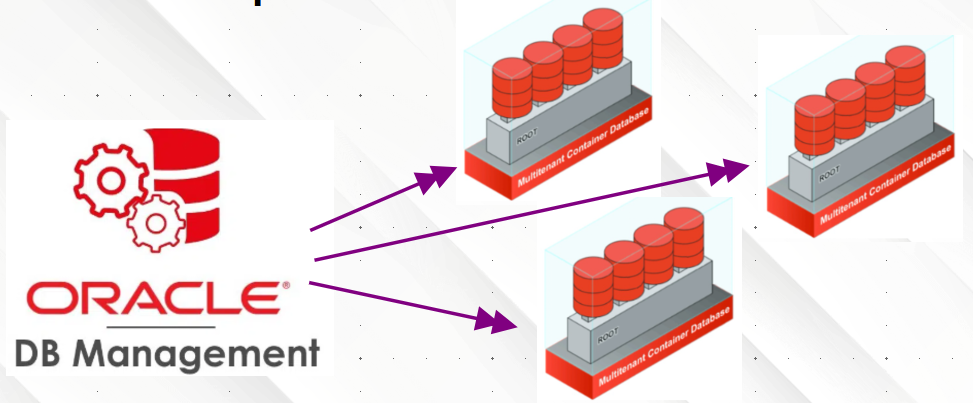 ROOT
Multitenant Container Database
ROOT
Multitenant Container Database
ORACLE®
DB Management
ROOT
Multitenant Container Database